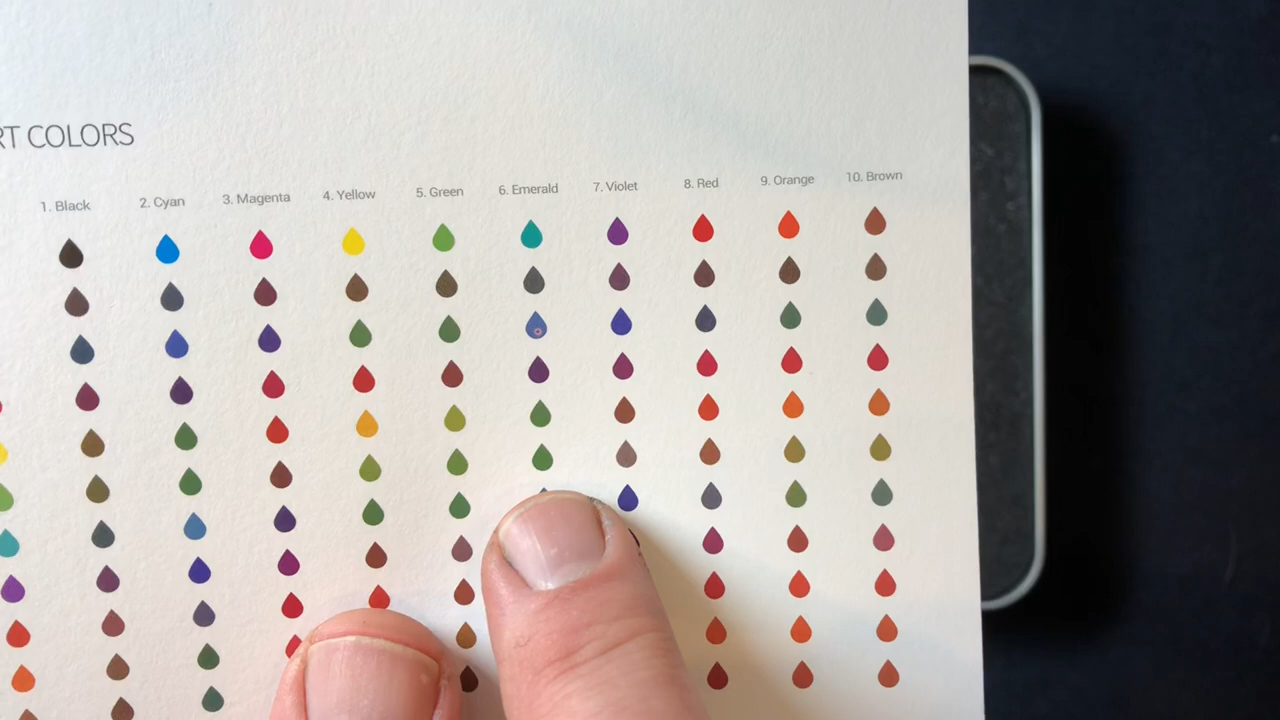 RT COLORS
1. Black 2. Cyan 3. Magenta 4. Yellow 5. Green 6. Emerald 7. Violet 8. Red 9. Orange 10. Brown